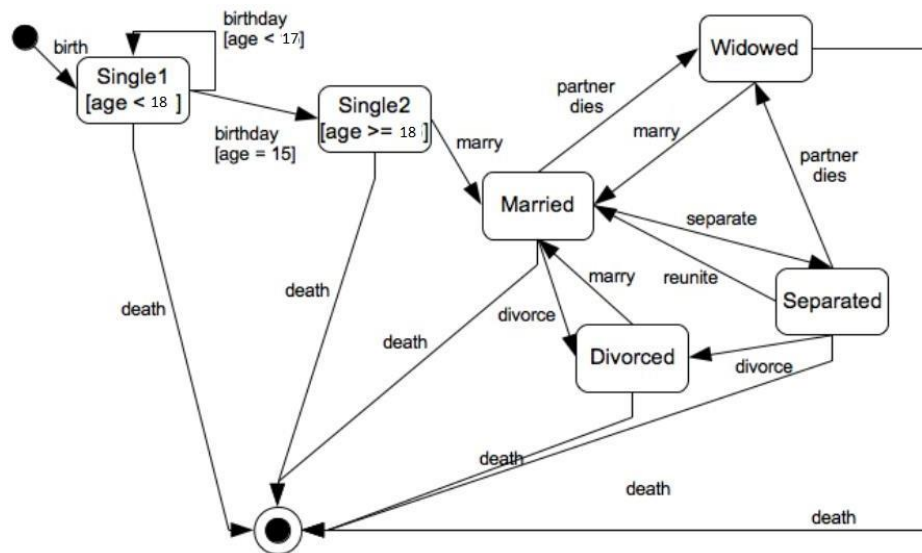 birth
birthday
[age < 17]
Single1
[age < 18 ]
birthday
[age = 15]
Single2
[age >= 18 ]
marry
Married
partner
dies
Widowed
marry
partner
dies
separate
reunite
Separated
marry
divorce
Divorced
divorce
death
death
death
death
death
death